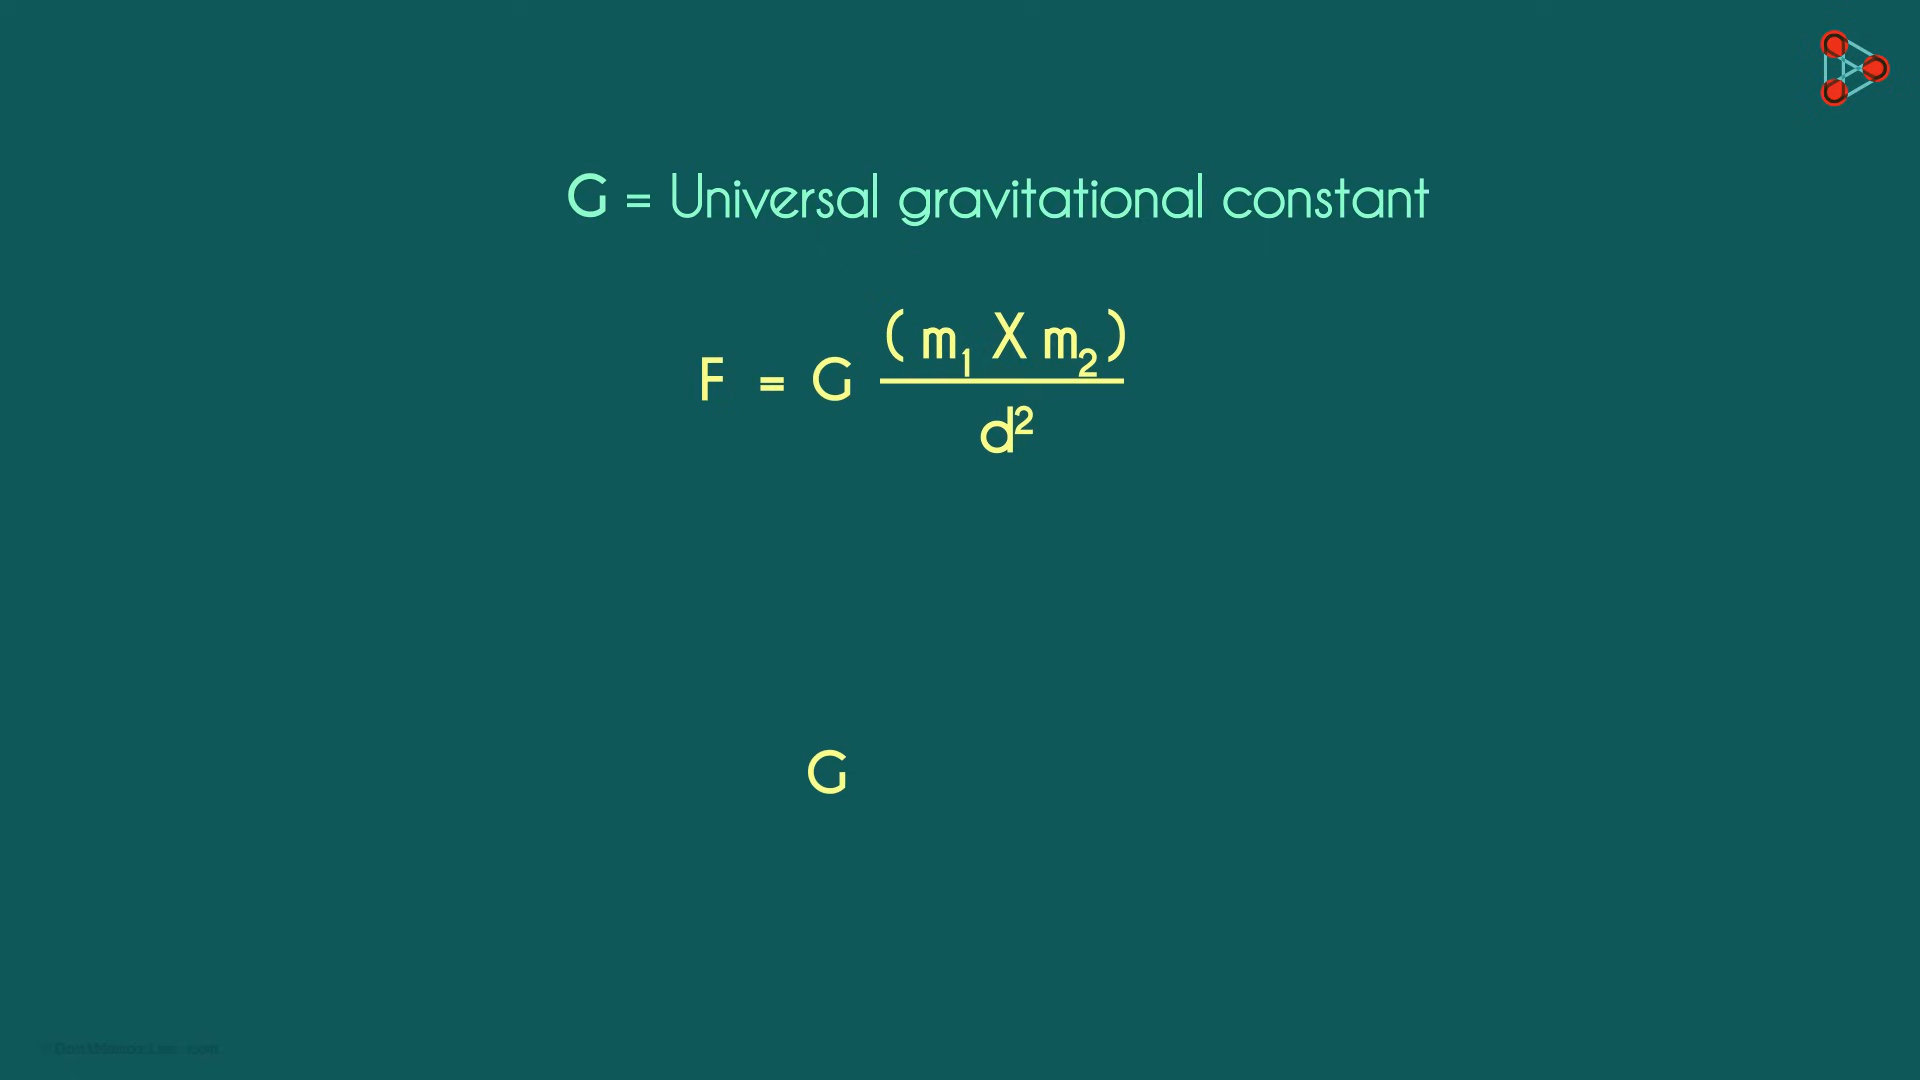 G = Universal gravitational constant
F = G ( m₁ X m₂ )
d²
G